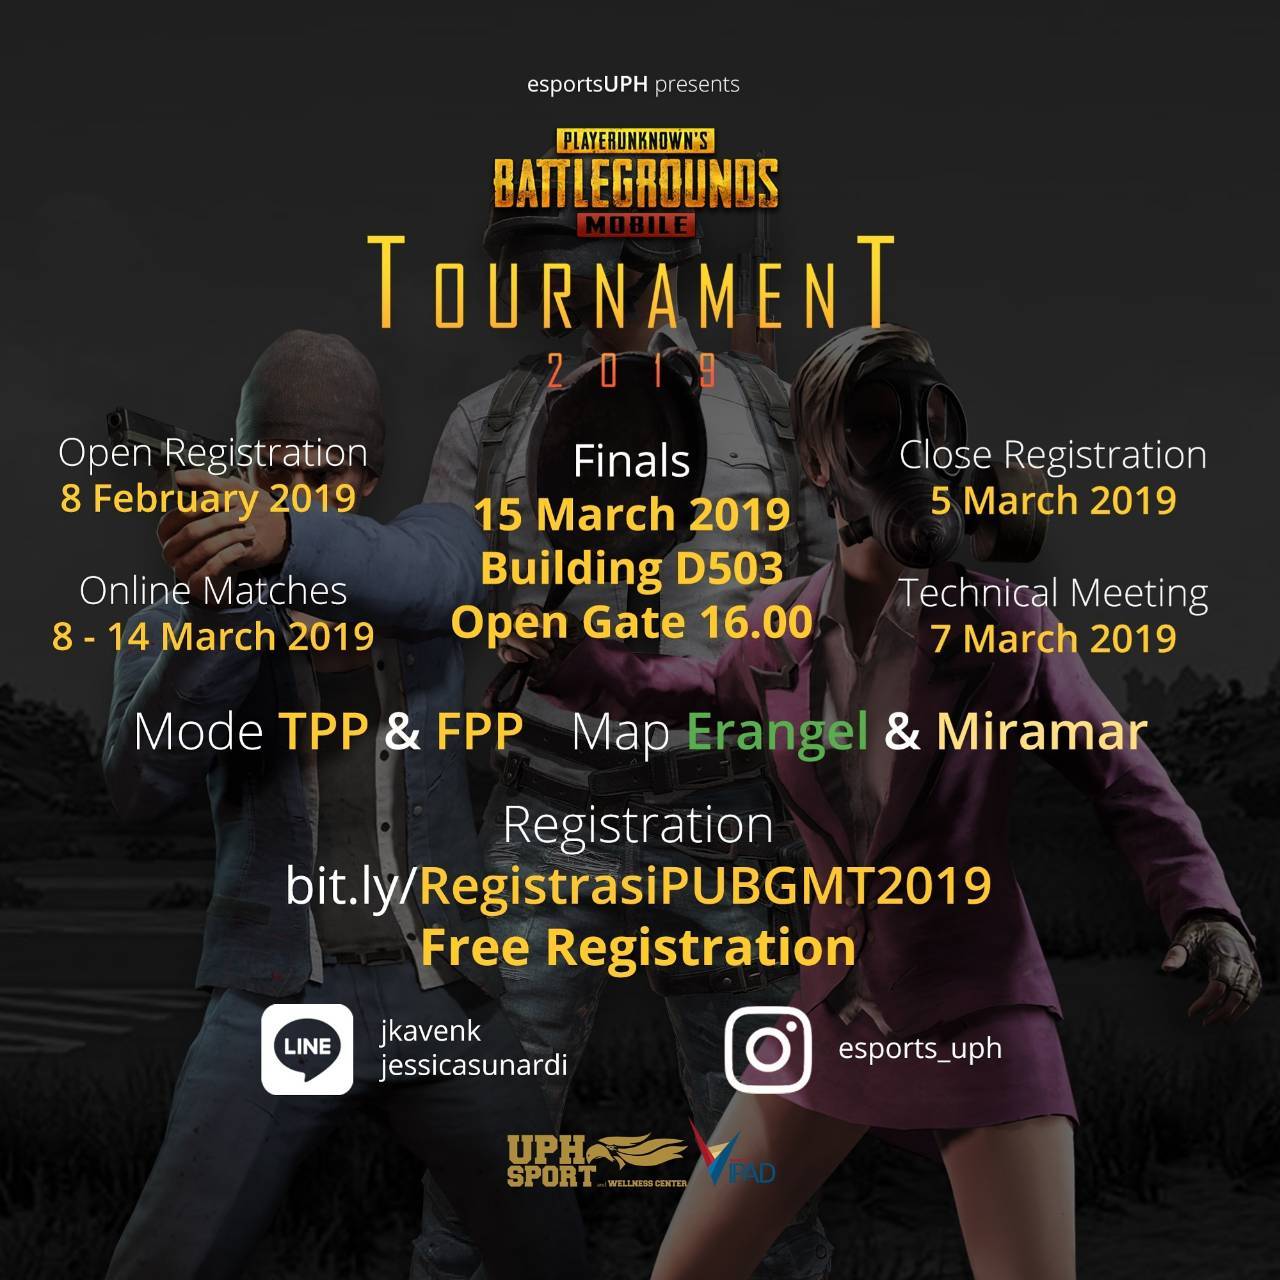 esportsUPH presents
PLAYERUNKNOWN'S
BATTLEGROUNDS
MOBILE
TOURNAMENT
2019
Open Registration
8 February 2019
Online Matches
8 - 14 March 2019
Finals
15 March 2019
Building D503
Open Gate 16.00
Close Registration
5 March 2019
Technical Meeting
7 March 2019
Mode TPP & FPP Map Erangel & Miramar
Registration
bit.ly/RegistrasiPUBGMT2019
Free Registration
LINE
jkavenk
jessicasunardi
esports_uph
UPH
SPORT and WELLNESS CENTER
VIPAD